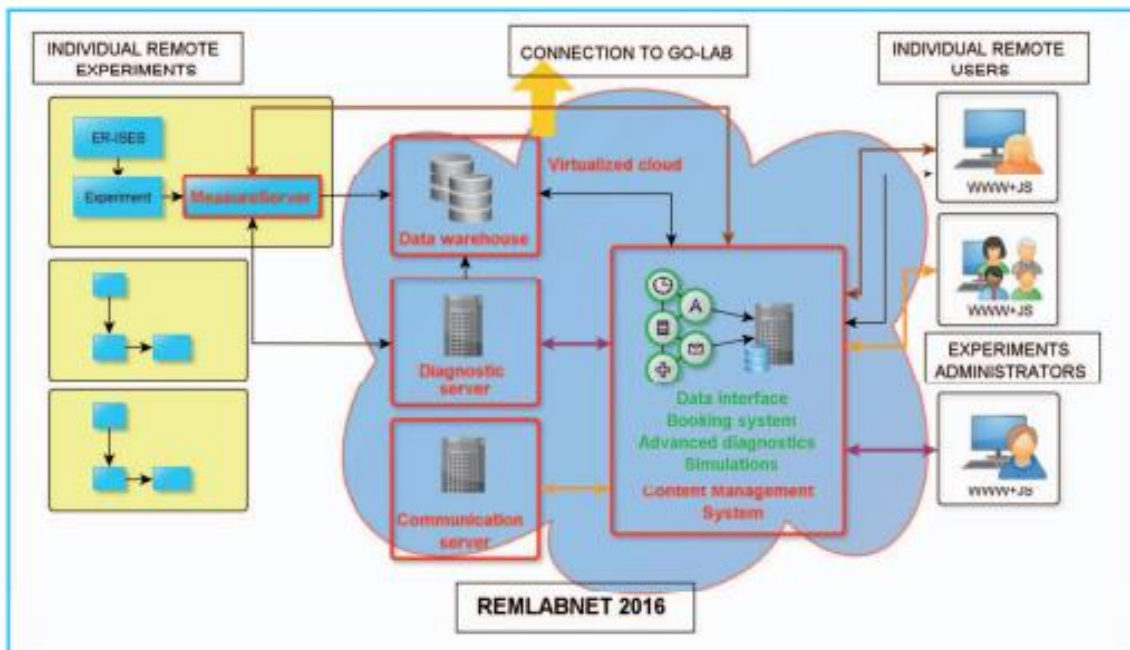 INDIVIDUAL REMOTE
EXPERIMENTS
CONNECTION TO GO-LAB
INDIVIDUAL REMOTE
USERS
ER-ISES
Experiment
MeasureServer
Virtualized cloud
Data warehouse
WWW+JS
A
WWW+JS
Diagnostic
server
EXPERIMENTS
ADMINISTRATORS
Data interface
Booking system
Advanced diagnostics
Simulations
Content Management
System
Communication
server
WWW+JS
REMLABNET 2016